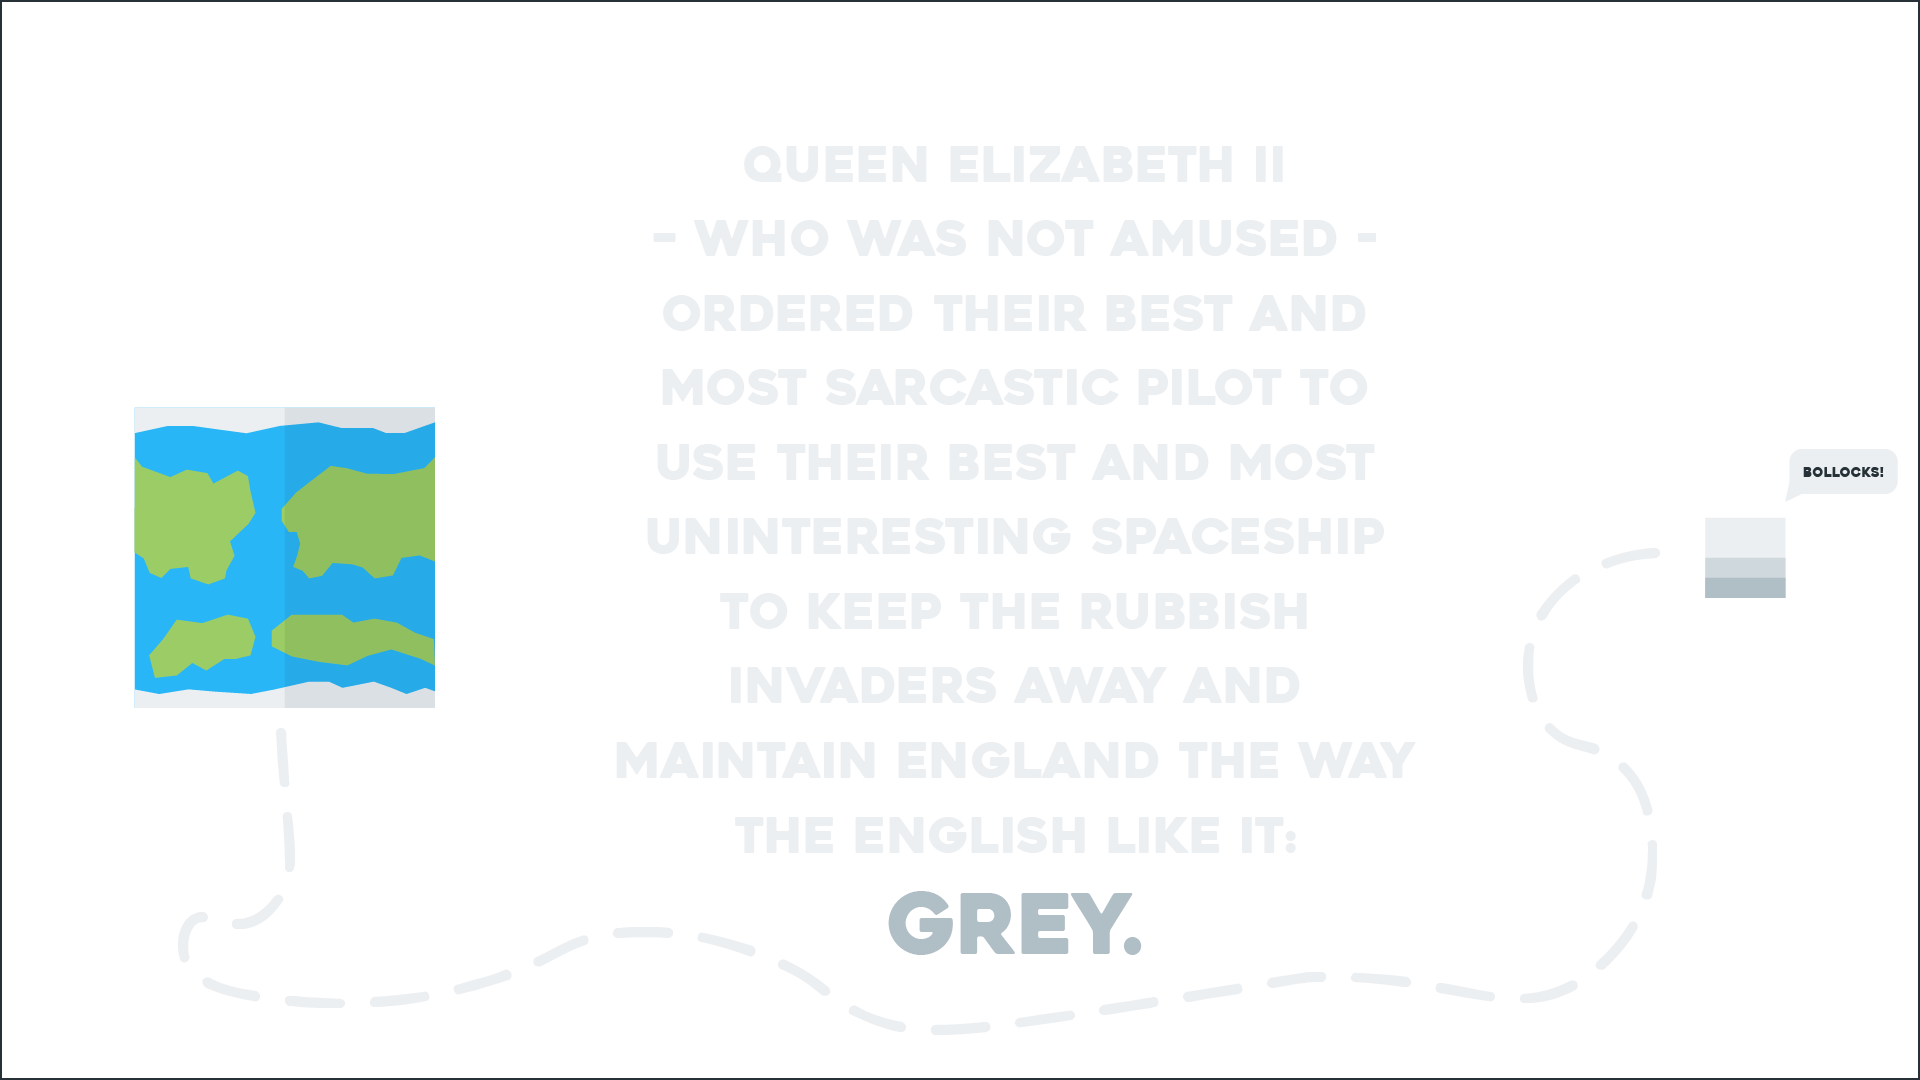 QUEEN ELIZABETH II
- WHO WAS NOT AMUSED -
ORDERED THEIR BEST AND
MOST SARCASTIC PILOT TO
USE THEIR BEST AND MOST
UNINTERESTING SPACESHIP
TO KEEP THE RUBBISH
INVADERS AWAY AND
MAINTAIN ENGLAND THE WAY
THE ENGLISH LIKE IT:
GREY.
BOLLOCKS!